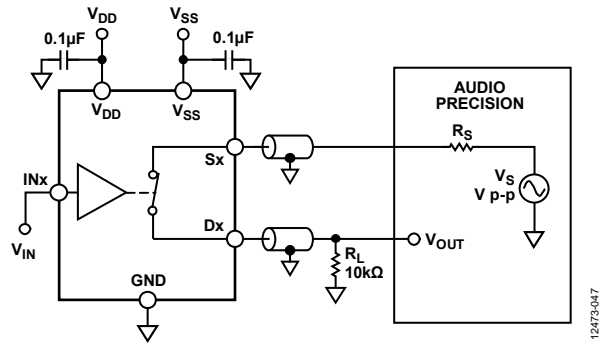 VDD
VSS
0.1µF
0.1µF
VDD
VSS
AUDIO
PRECISION
RS
Sx
VS
V p-p
INx
Dx
VOUT
VIN
RL
10kΩ
GND
12473-047